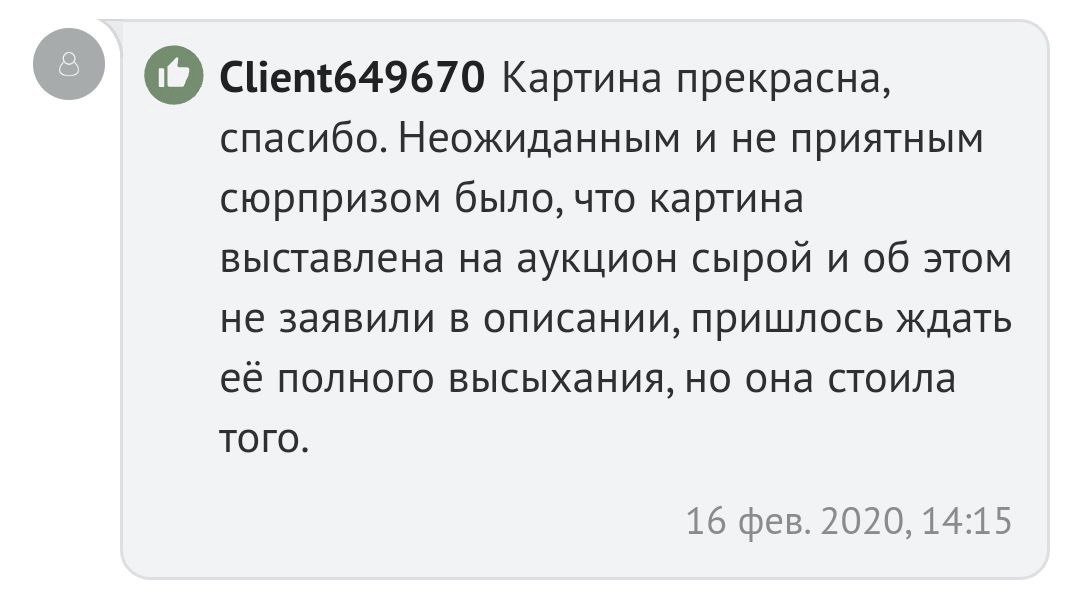 Client649670 Картина прекрасна,
спасибо. Неожиданным и не приятным
сюрпризом было, что картина
выставлена на аукцион сырой и об этом
не заявили в описании, пришлось ждать
её полного высыхания, но она стоила
того.
16 фев. 2020, 14:15